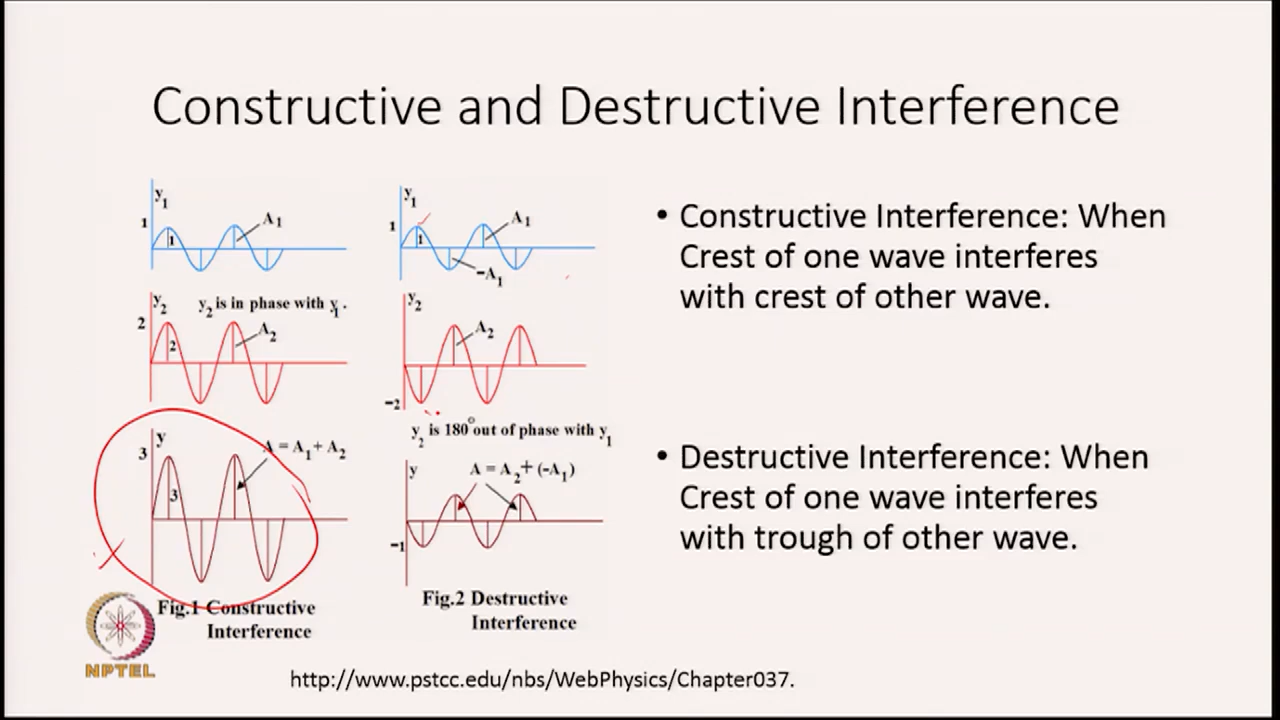 Constructive and Destructive Interference
y1
1
1
A1
y2
y2 is in phase with y1.
2
2
A2
y
3
3
A = A1 + A2
Fig.1 Constructive
Interference
y1
1
1
A1
-A1
y2
A2
-2
y2 is 180° out of phase with y1
y
A = A2 + (-A1)
-1
Fig.2 Destructive
Interference
• Constructive Interference: When
Crest of one wave interferes
with crest of other wave.
• Destructive Interference: When
Crest of one wave interferes
with trough of other wave.
NPTEL
http://www.pstcc.edu/nbs/WebPhysics/Chapter037.